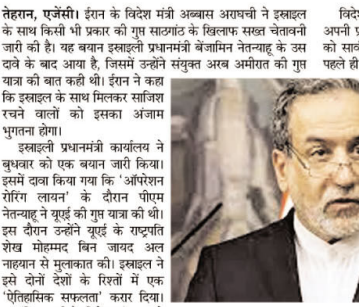 तेहरान, एजेंसी। ईरान के विदेश मंत्री अब्बास अराघची ने इस्राइल
के साथ किसी भी प्रकार की गुप्त साठगांठ के खिलाफ सख्त चेतावनी
जारी की है। यह बयान इस्राइली प्रधानमंत्री बेंजामिन नेत्याहू के उस
दावे के बाद आया है, जिसमें उन्होंने संयुक्त अरब अमीरात की गुप्त
यात्रा की बात कही थी। ईरान ने कहा
कि इस्राइल के साथ मिलकर साजिश
रचने वालों को इसका अंजाम
भुगतना होगा।
इस्राइली प्रधानमंत्री कार्यालय ने
बुधवार को एक बयान जारी किया।
इसमें दावा किया गया कि 'ऑपरेशन
रोरिंग लायन' के दौरान पीएम
नेत्याहू ने यूएई की गुप्त यात्रा की थी।
इस दौरान उन्होंने यूएई के राष्ट्रपति
शेख मोहम्मद बिन जायद अल
नाहयान से मुलाकात की। इस्राइल ने
इसे दोनों देशों के रिश्तों में एक
'ऐतिहासिक सफलता' करार दिया।
विदे
अपनी प्र
को सार्व
पहले ही